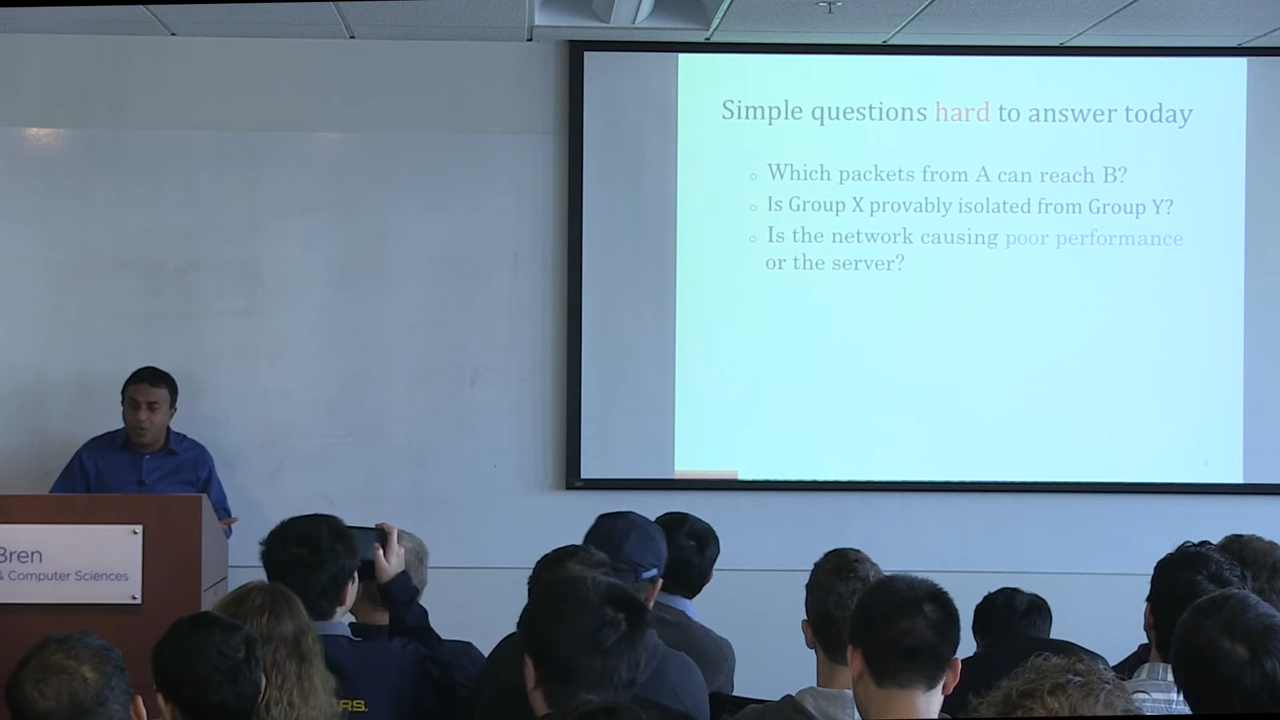 Simple questions hard to answer today
Which packets from A can reach B?
Is Group X provably isolated from Group Y?
Is the network causing poor performance
or the server?
Bren
& Computer Sciences
RS.